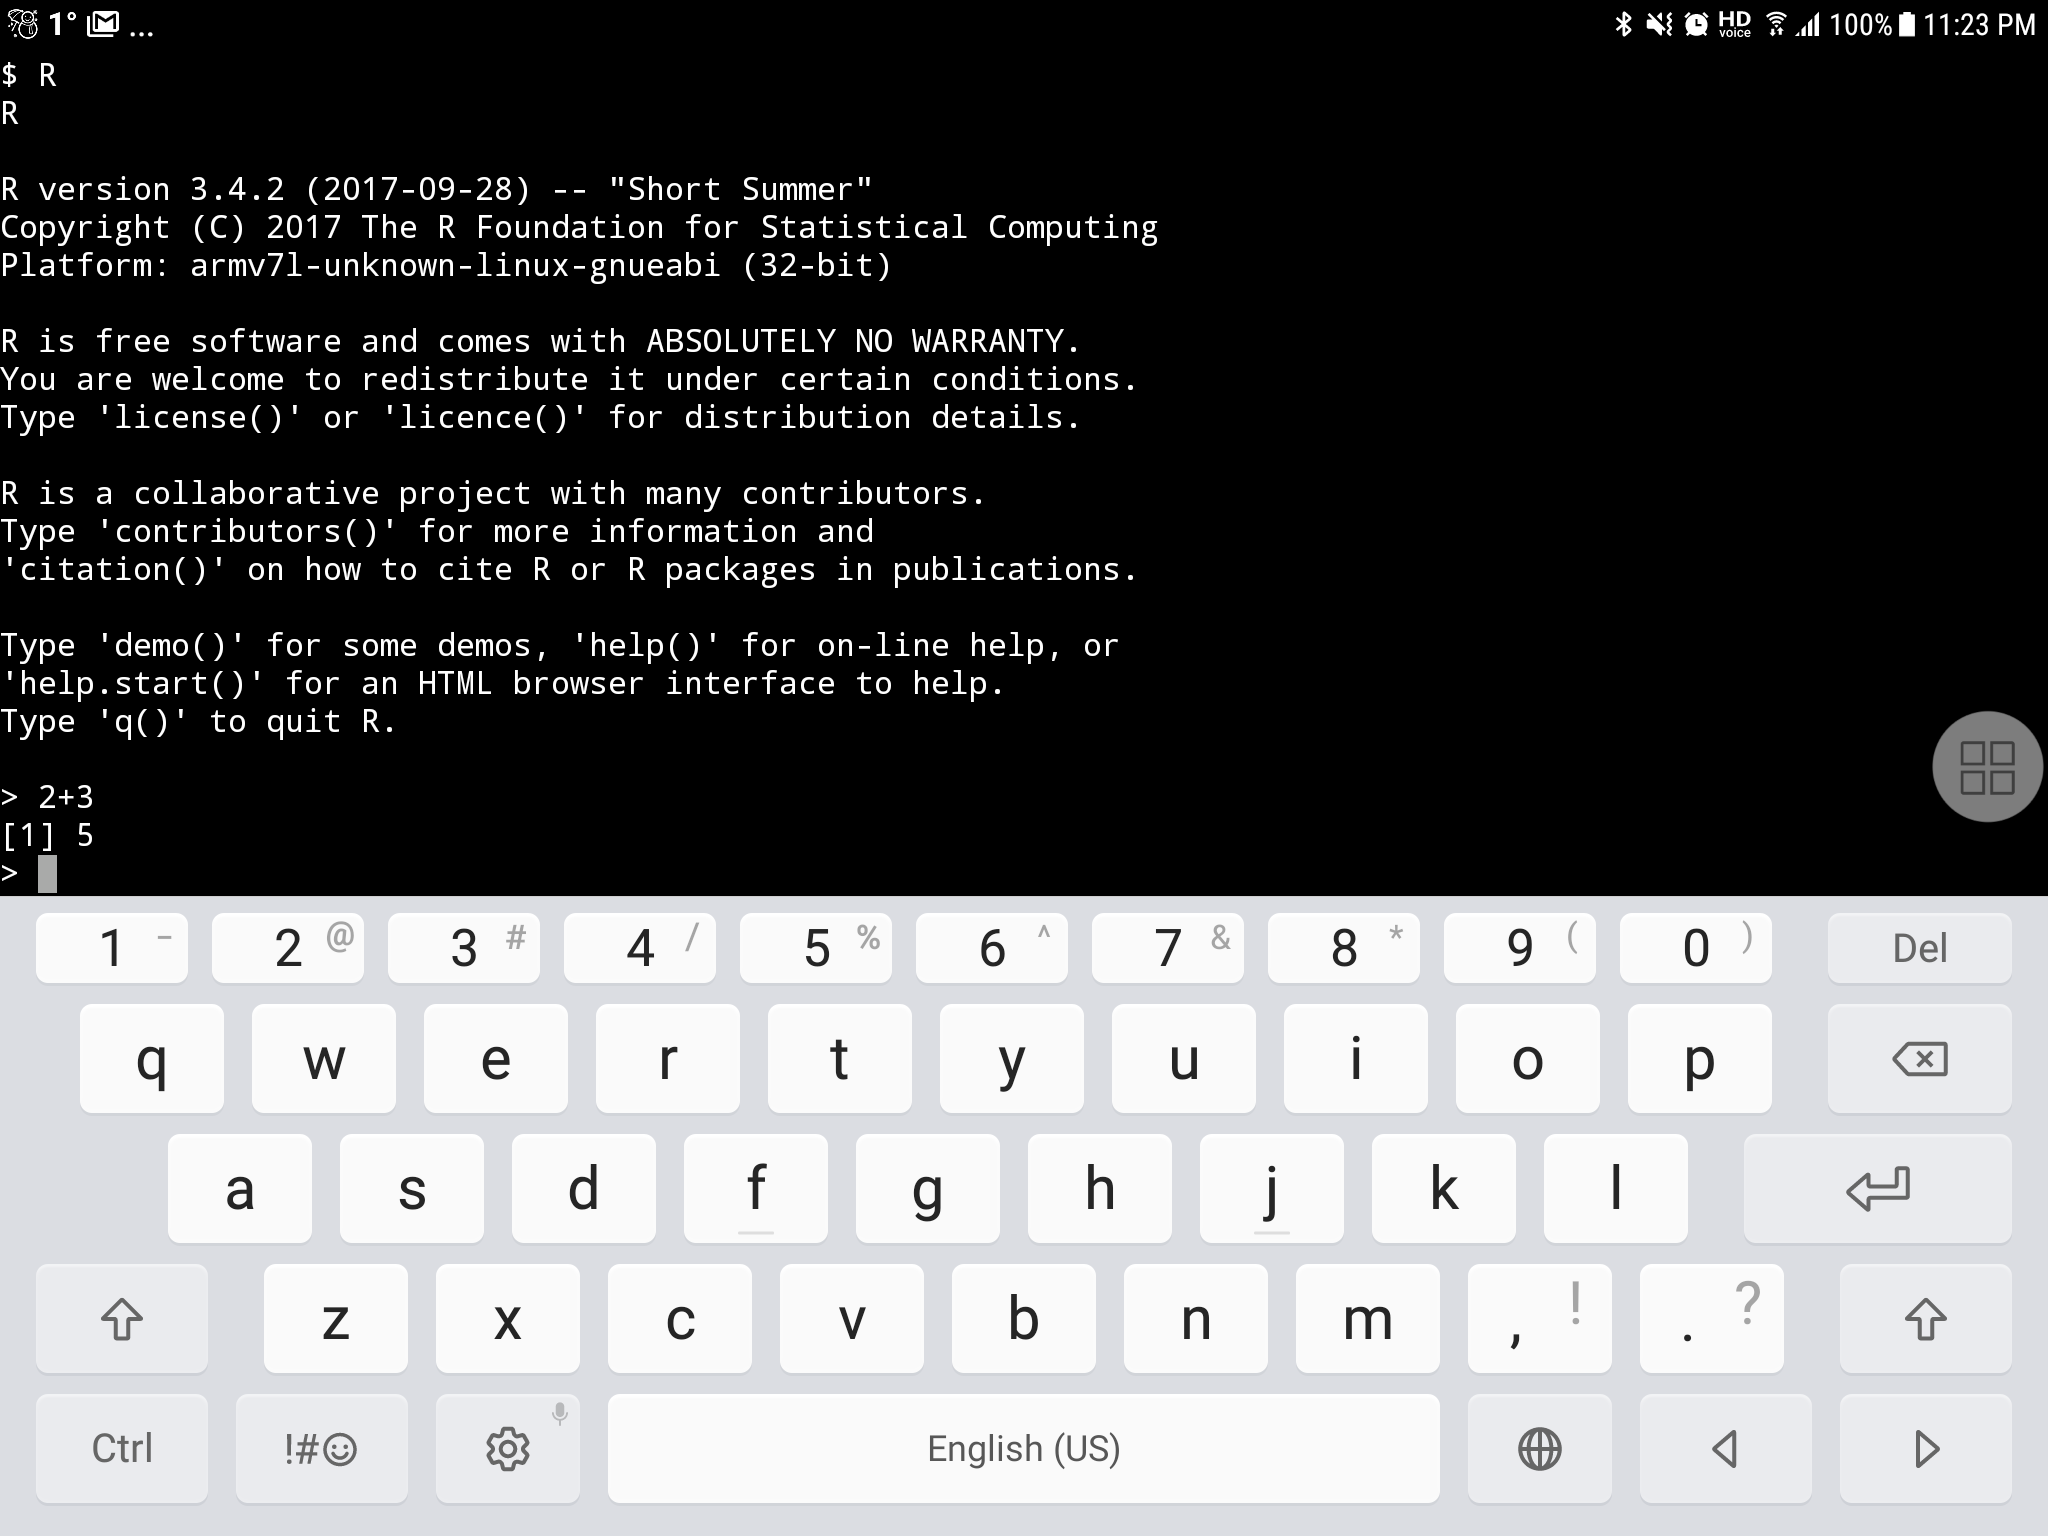 1° ...
HD voice 100% 11:23 PM
$ R
R
R version 3.4.2 (2017-09-28) -- "Short Summer"
Copyright (C) 2017 The R Foundation for Statistical Computing
Platform: armv7l-unknown-linux-gnueabi (32-bit)
R is free software and comes with ABSOLUTELY NO WARRANTY.
You are welcome to redistribute it under certain conditions.
Type 'license()' or 'licence()' for distribution details.
R is a collaborative project with many contributors.
Type 'contributors()' for more information and
'citation()' on how to cite R or R packages in publications.
Type 'demo()' for some demos, 'help()' for on-line help, or
'help.start()' for an HTML browser interface to help.
Type 'q()' to quit R.
> 2+3
[1] 5
>
1 - 2 @ 3 # 4 / 5 % 6 ^ 7 & 8 * 9 ( 0 ) Del
q w e r t y u i o p
a s d f g h j k l
z x c v b n m , ! . ?
Ctrl !#☺ English (US)